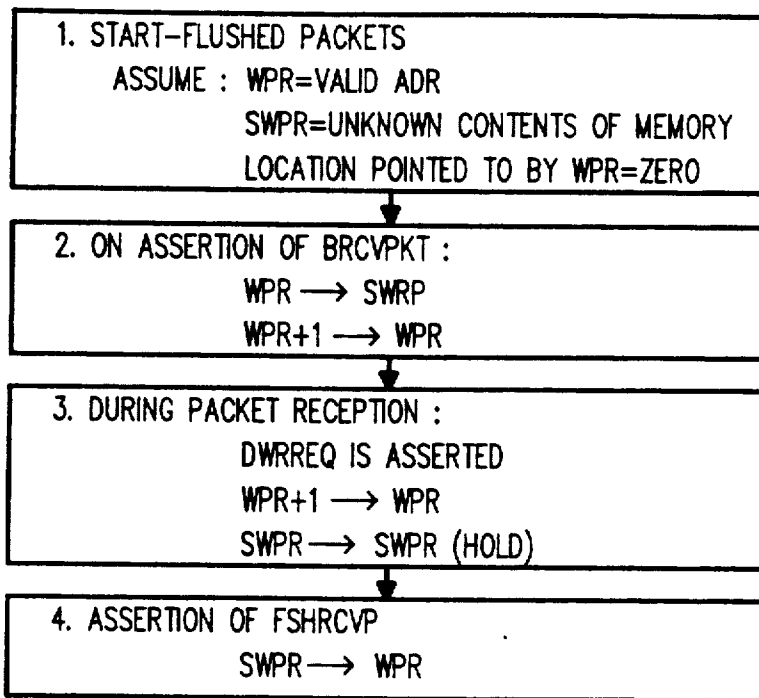 1. START-FLUSHED PACKETS
ASSUME : WPR=VALID ADR
SWPR=UNKNOWN CONTENTS OF MEMORY
LOCATION POINTED TO BY WPR=ZERO
2. ON ASSERTION OF BRCVPKT :
WPR → SWRP
WPR+1 → WPR
3. DURING PACKET RECEPTION :
DWRREQ IS ASSERTED
WPR+1 → WPR
SWPR → SWPR (HOLD)
4. ASSERTION OF FSHRCVP
SWPR → WPR